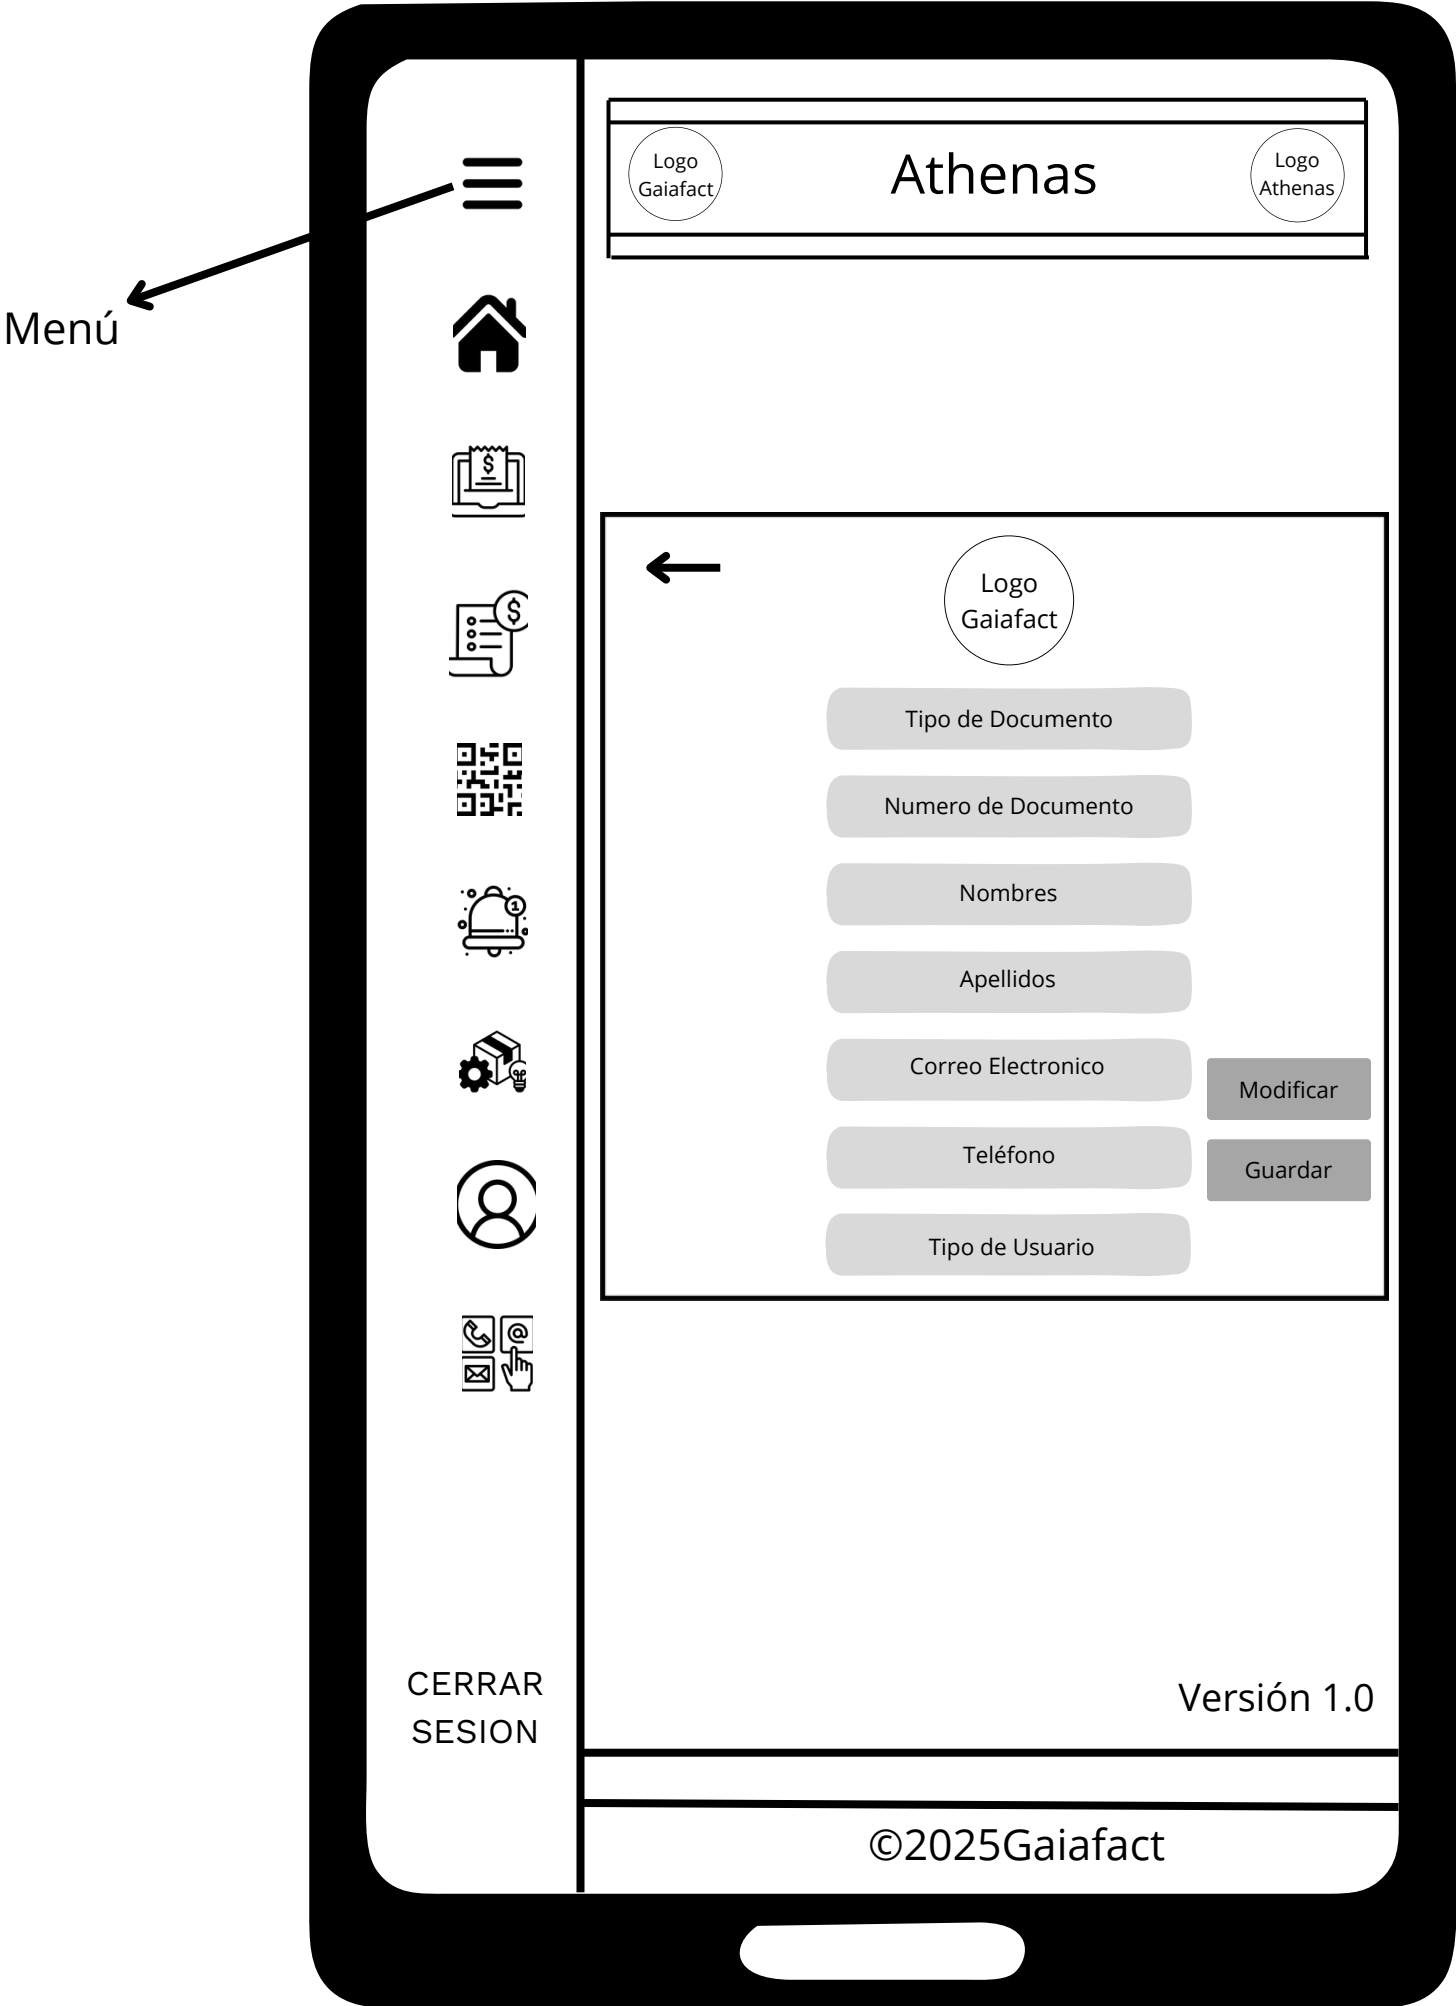 Menú
Logo
Gaiafact
Athenas
Logo
Athenas
$
$
1
@
Logo
Gaiafact
Tipo de Documento
Numero de Documento
Nombres
Apellidos
Correo Electronico
Teléfono
Tipo de Usuario
Modificar
Guardar
CERRAR
SESION
Versión 1.0
©2025Gaiafact